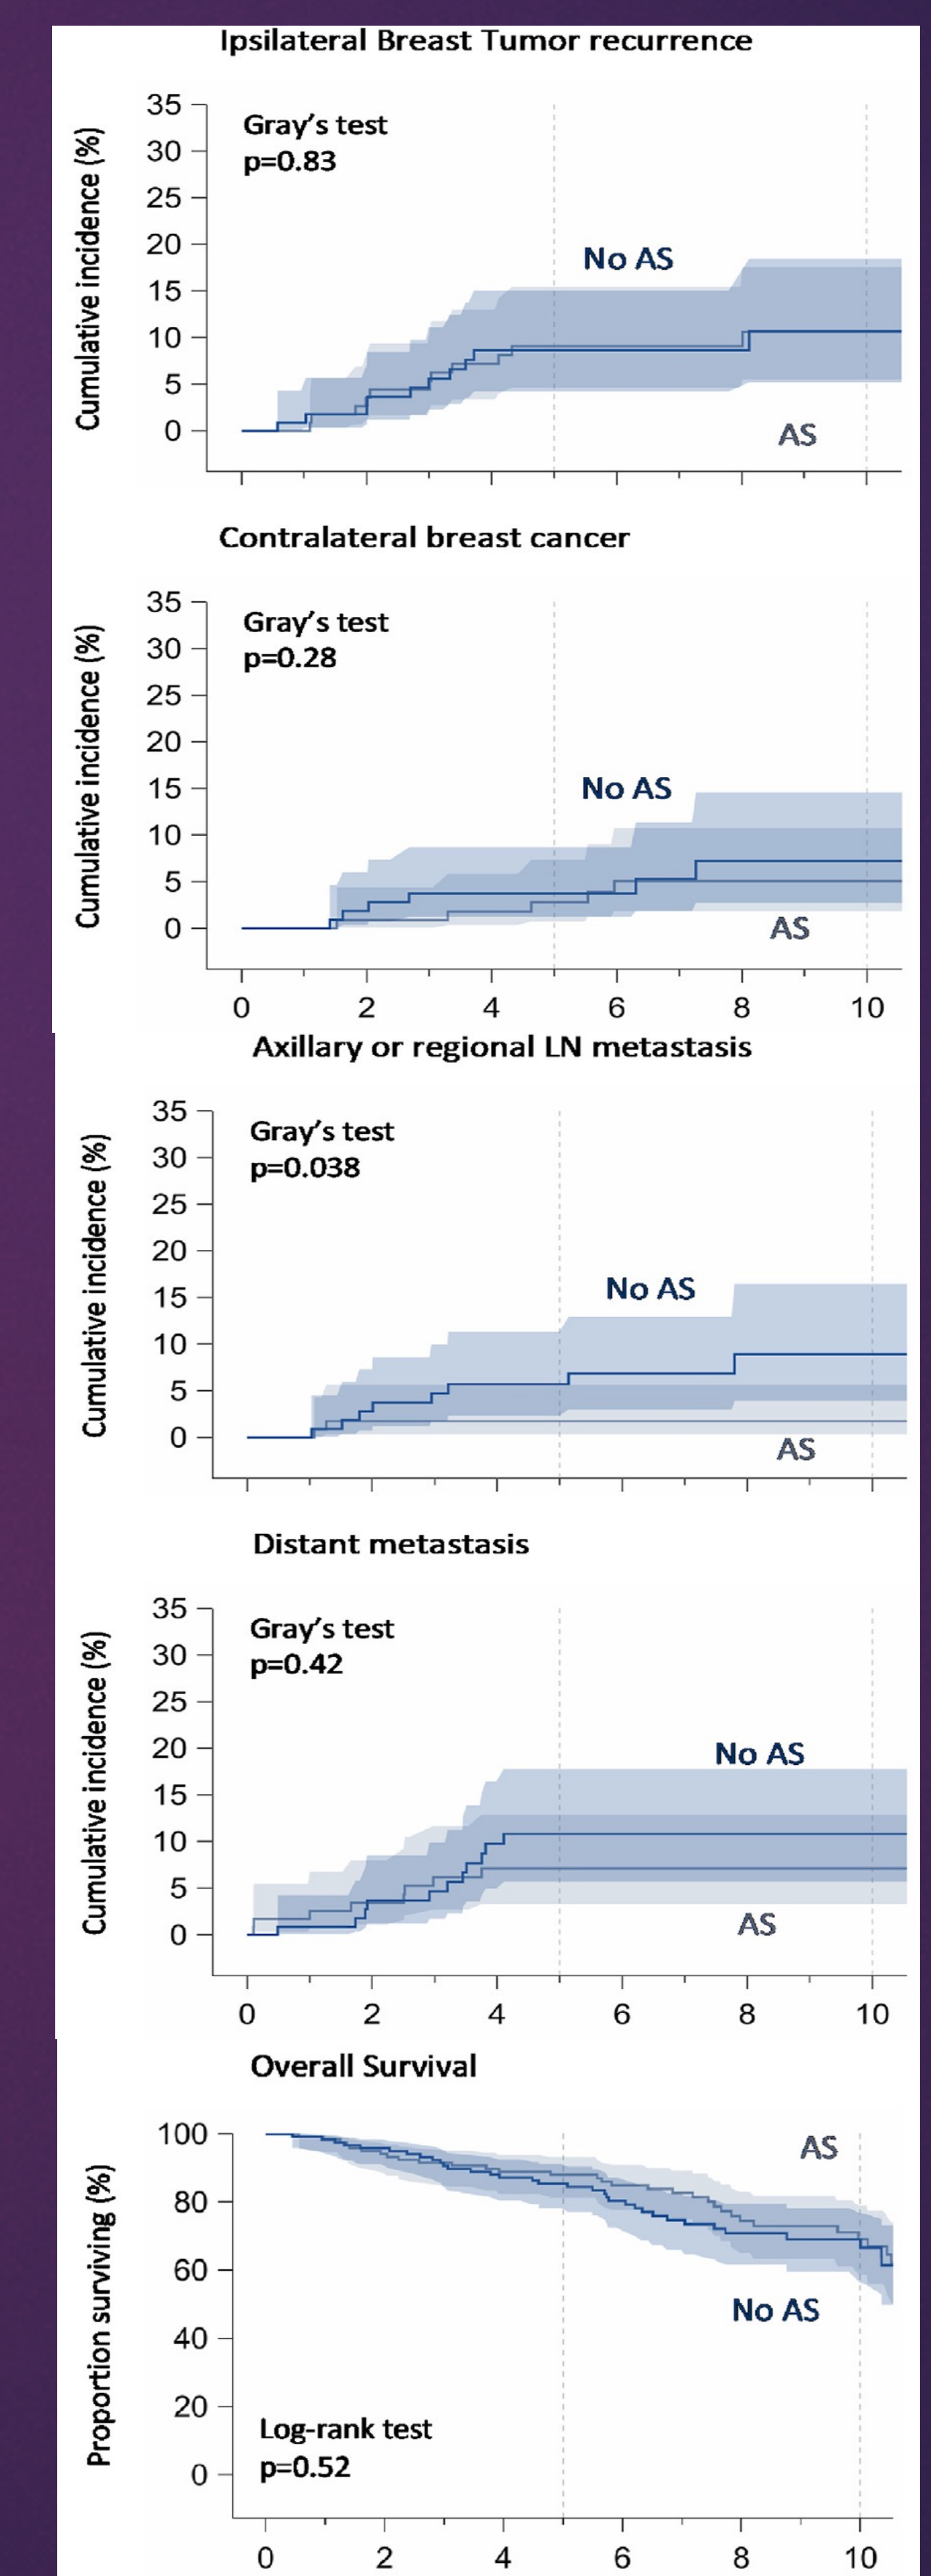 Ipsilateral Breast Tumor recurrence
Cumulative incidence (%)
35
30
25
20
15
10
5
0
Gray's test
p=0.83
No AS
AS
Contralateral breast cancer
Cumulative incidence (%)
35
30
25
20
15
10
5
0
Gray's test
p=0.28
No AS
AS
0 2 4 6 8 10
Axillary or regional LN metastasis
Cumulative incidence (%)
35
30
25
20
15
10
5
0
Gray's test
p=0.038
No AS
AS
Distant metastasis
Cumulative incidence (%)
35
30
25
20
15
10
5
0
Gray's test
p=0.42
No AS
AS
0 2 4 6 8 10
Overall Survival
Proportion surviving (%)
100
80
60
40
20
0
AS
No AS
Log-rank test
p=0.52
0 2 4 6 8 10